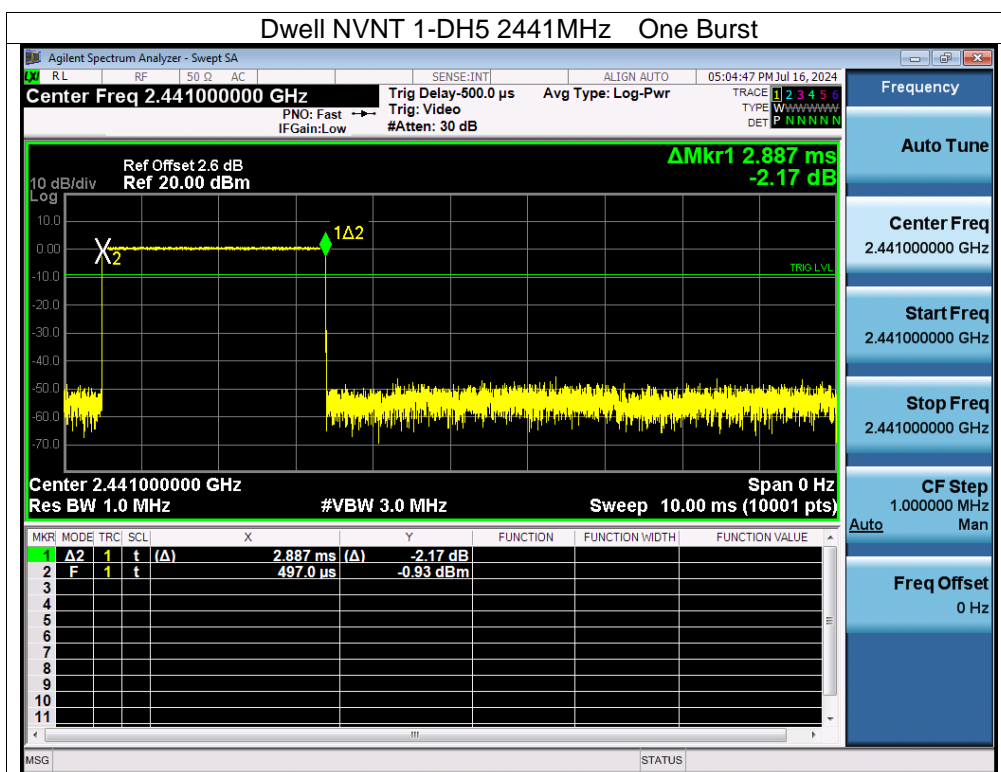 Dwell NVNT 1-DH5 2441MHz One Burst
Agilent Spectrum Analyzer - Swept SA
LXI RL RF 50 Ω AC SENSE:INT ALIGN AUTO 05:04:47 PM Jul 16, 2024
Center Freq 2.441000000 GHz Trig Delay-500.0 µs Avg Type: Log-Pwr TRACE 1 2 3 4 5 6
PNO: Fast Trig: Video TYPE WWWWWW
IFGain:Low #Atten: 30 dB DET P N N N N N
Frequency
ΔMkr1 2.887 ms
-2.17 dB
Ref Offset 2.6 dB
10 dB/div Ref 20.00 dBm
Log
10.0
0.00
-10.0
-20.0
-30.0
-40.0
-50.0
-60.0
-70.0
1Δ2
2
TRIG LVL
Center 2.441000000 GHz Span 0 Hz
Res BW 1.0 MHz #VBW 3.0 MHz Sweep 10.00 ms (10001 pts)
MKR MODE TRC SCL X Y FUNCTION FUNCTION WIDTH FUNCTION VALUE
1 Δ2 1 t (Δ) 2.887 ms (Δ) -2.17 dB
2 F 1 t 497.0 µs -0.93 dBm
3
4
5
6
7
8
9
10
11
MSG STATUS
Auto Tune
Center Freq
2.441000000 GHz
Start Freq
2.441000000 GHz
Stop Freq
2.441000000 GHz
CF Step
1.000000 MHz
Auto Man
Freq Offset
0 Hz